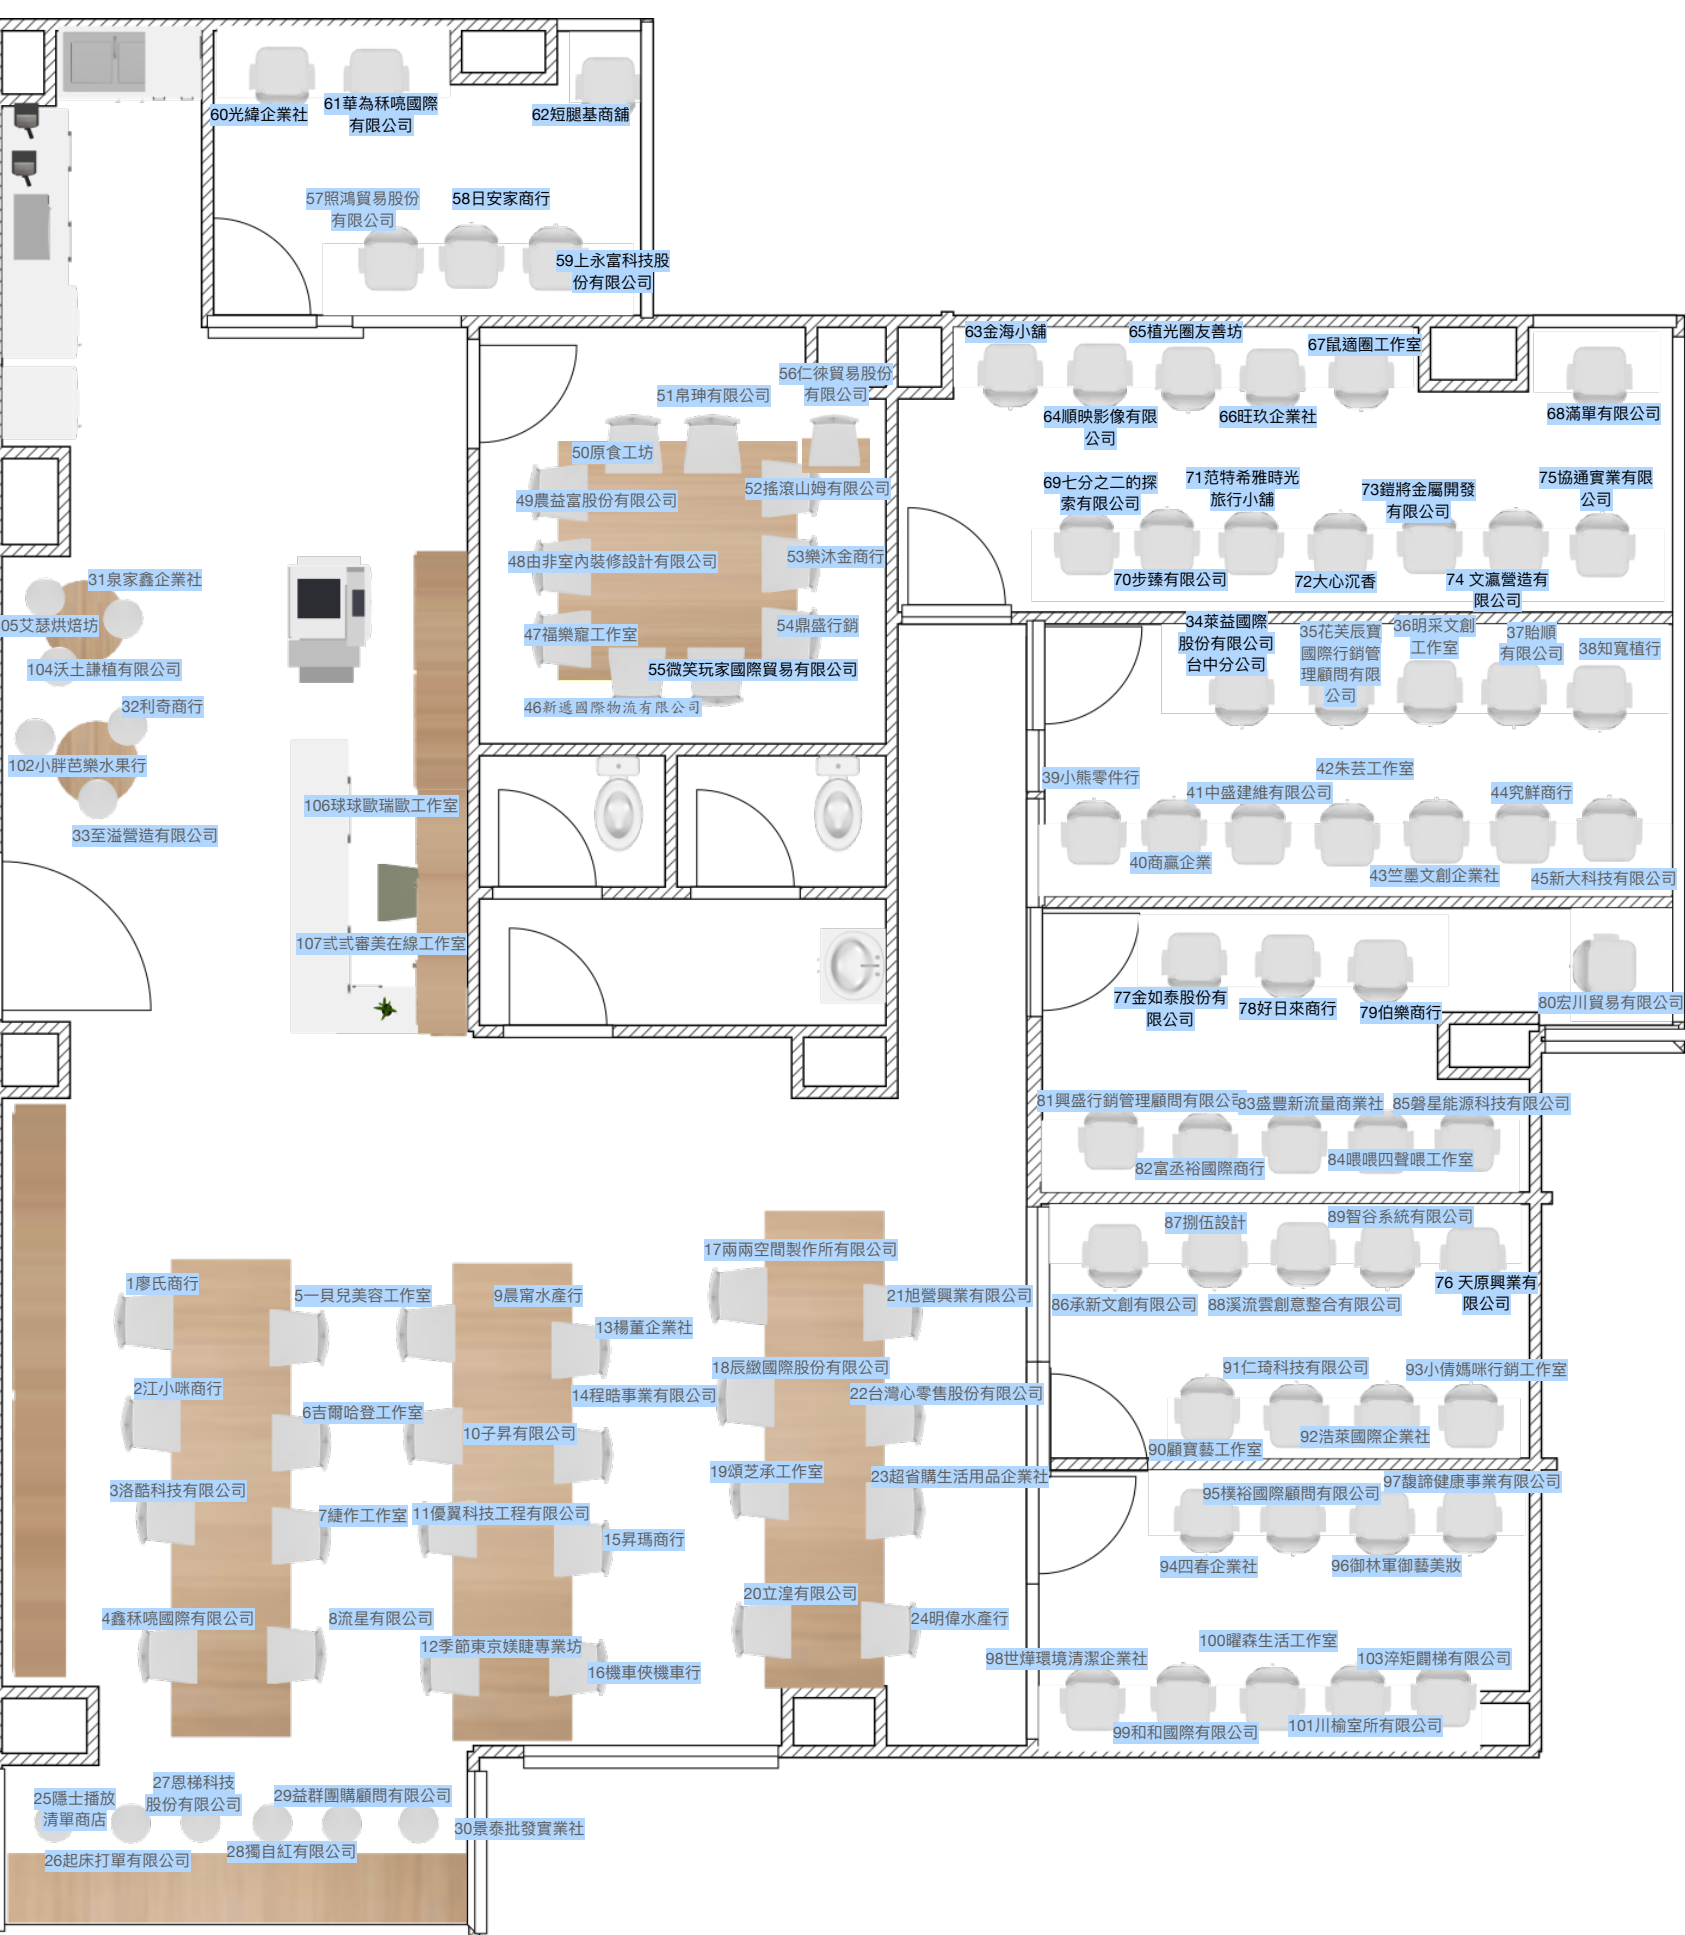 60光緯企業社
61華為秝喨國際
有限公司
62短腿基商舖
57照鴻貿易股份
有限公司
58日安家商行
59上永富科技股
份有限公司
63金海小舖
65植光圈友善坊
67鼠適圈工作室
64順映影像有限
公司
66旺玖企業社
68滿單有限公司
56仁徠貿易股份
有限公司
51帛珅有限公司
50原食工坊
49農益富股份有限公司
52搖滾山姆有限公司
48由非室內裝修設計有限公司
53樂沐金商行
47福樂寵工作室
54鼎盛行銷
55微笑玩家國際貿易有限公司
46新遞國際物流有限公司
69七分之二的探
索有限公司
71范特希雅時光
旅行小舖
73鎧將金屬開發
有限公司
75協通實業有限
公司
70步臻有限公司
72大心沉香
74 文瀛營造有
限公司
31泉家鑫企業社
05艾瑟烘焙坊
104沃土謙植有限公司
32利奇商行
102小胖芭樂水果行
33至溢營造有限公司
34萊益國際
股份有限公司
台中分公司
35花芙辰寶
國際行銷管
理顧問有限
公司
36明采文創
工作室
37貽順
有限公司
38知寬植行
39小熊零件行
41中盛建維有限公司
42朱芸工作室
44究鮮商行
40商贏企業
43竺墨文創企業社
45新大科技有限公司
106球球歐瑞歐工作室
107弍弍審美在線工作室
77金如泰股份有
限公司
78好日來商行
79伯樂商行
80宏川貿易有限公司
81興盛行銷管理顧問有限公司
83盛豐新流量商業社
85磐星能源科技有限公司
82富丞裕國際商行
84喂喂四聲喂工作室
87捌伍設計
89智谷系統有限公司
86承新文創有限公司
88溪流雲創意整合有限公司
76 天原興業有
限公司
91仁琦科技有限公司
93小倩媽咪行銷工作室
90顧寶藝工作室
92浩萊國際企業社
95樸裕國際顧問有限公司
97馥諦健康事業有限公司
94四春企業社
96御林軍御藝美妝
100曜森生活工作室
98世燁環境清潔企業社
103淬矩闢梯有限公司
99和和國際有限公司
101川榆室所有限公司
1廖氏商行
5一貝兒美容工作室
9晨甯水產行
13楊董企業社
17兩兩空間製作所有限公司
21旭營興業有限公司
2江小咪商行
6吉爾哈登工作室
10子昇有限公司
14程晧事業有限公司
18辰緻國際股份有限公司
22台灣心零售股份有限公司
3洛酷科技有限公司
7緁作工作室
11優翼科技工程有限公司
15昇瑪商行
19頌芝承工作室
23超省購生活用品企業社
4鑫秝喨國際有限公司
8流星有限公司
12季節東京媄睫專業坊
16機車俠機車行
20立湟有限公司
24明偉水產行
25隱士播放
清單商店
27恩梯科技
股份有限公司
29益群團購顧問有限公司
30景泰批發實業社
26起床打單有限公司
28獨自紅有限公司